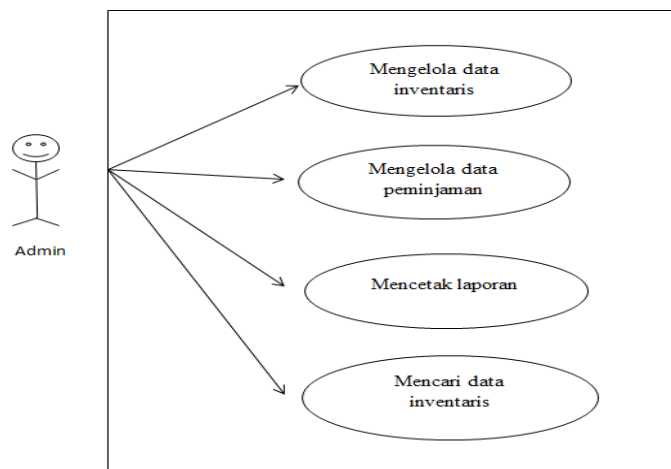 Mengelola data
inventaris
Mengelola data
peminjaman
Admin
Mencetak laporan
Mencari data
inventaris